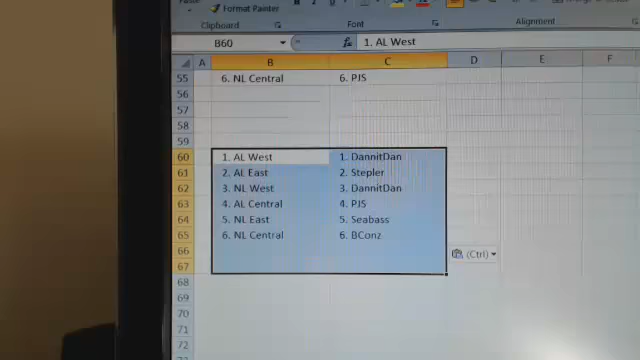 Format Painter
Clipboard Font Alignment
B60 fx 1. AL West
A B C D E F
55 6. NL Central 6. PJS
56
57
58
59
60 1. AL West 1. DannitDan
61 2. AL East 2. Stepler
62 3. NL West 3. DannitDan
63 4. AL Central 4. PJS
64 5. NL East 5. Seabass
65 6. NL Central 6. BConz
66 (Ctrl)
67
68
69
70
71
72